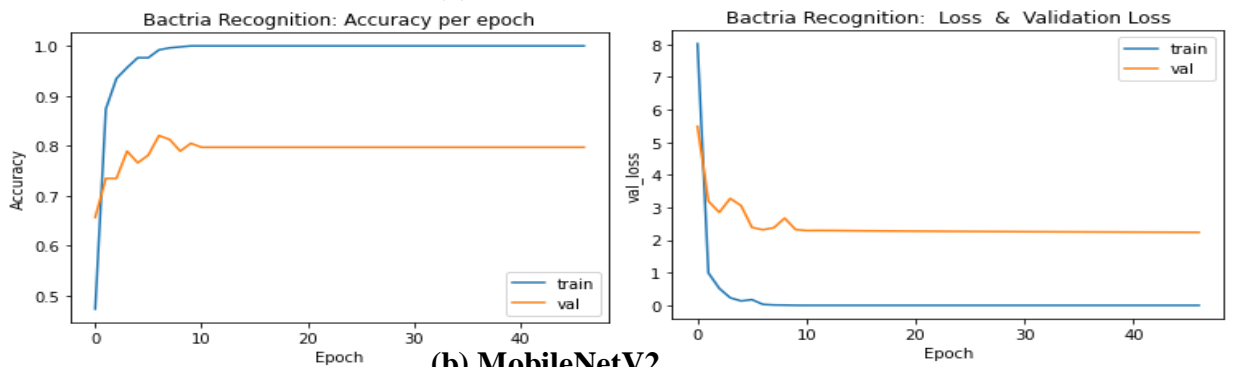 Bactria Recognition: Accuracy per epoch
1.0
0.9
0.8
0.7
0.6
0.5
Accuracy
train
val
0 10 20 30 40
Epoch
Bactria Recognition: Loss & Validation Loss
8
7
6
5
4
3
2
1
0
val_loss
train
val
0 10 20 30 40
Epoch
(b) MobileNetV2